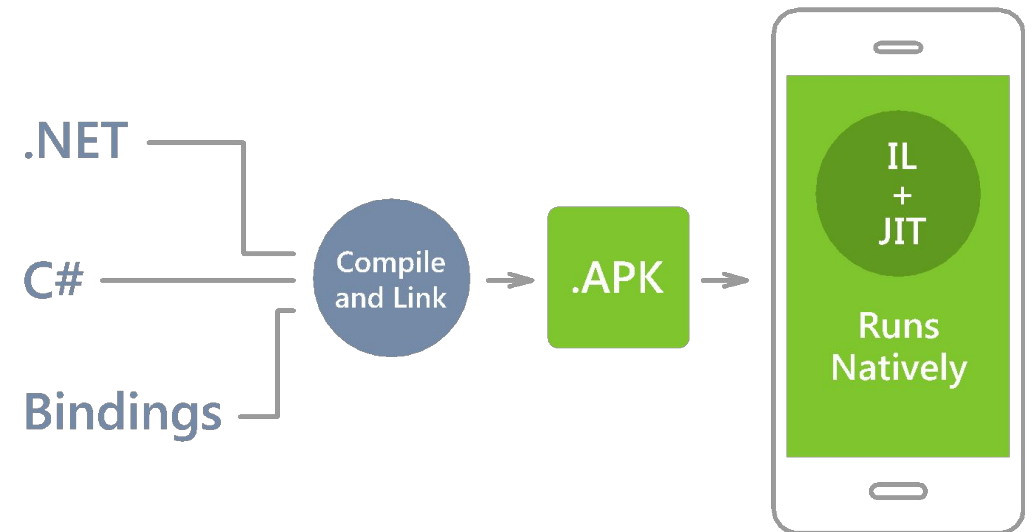 .NET
C#
Bindings
Compile
and Link
.APK
IL
+
JIT
Runs
Natively